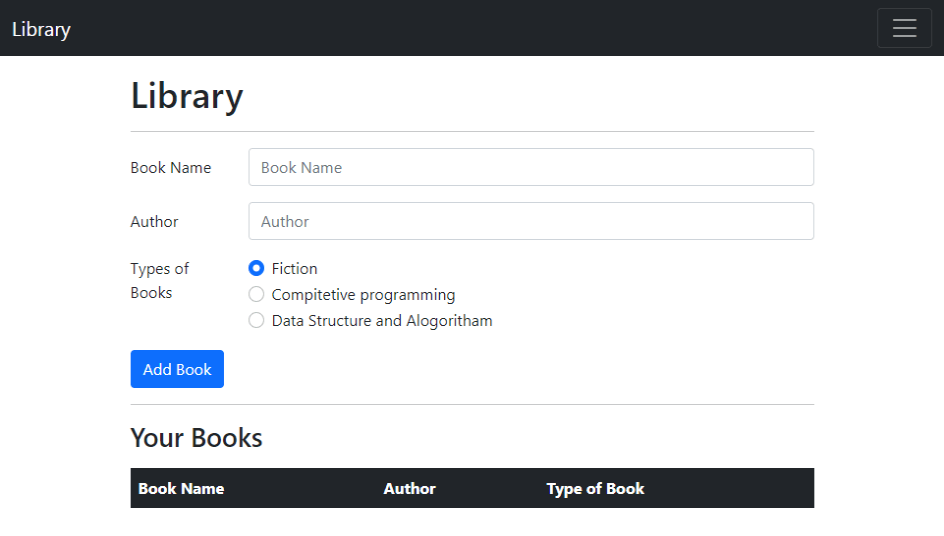 Library
Library
Book Name
Book Name
Author
Author
Types of
Books
Fiction
Compitetive programming
Data Structure and Alogoritham
Add Book
Your Books
Book Name Author Type of Book